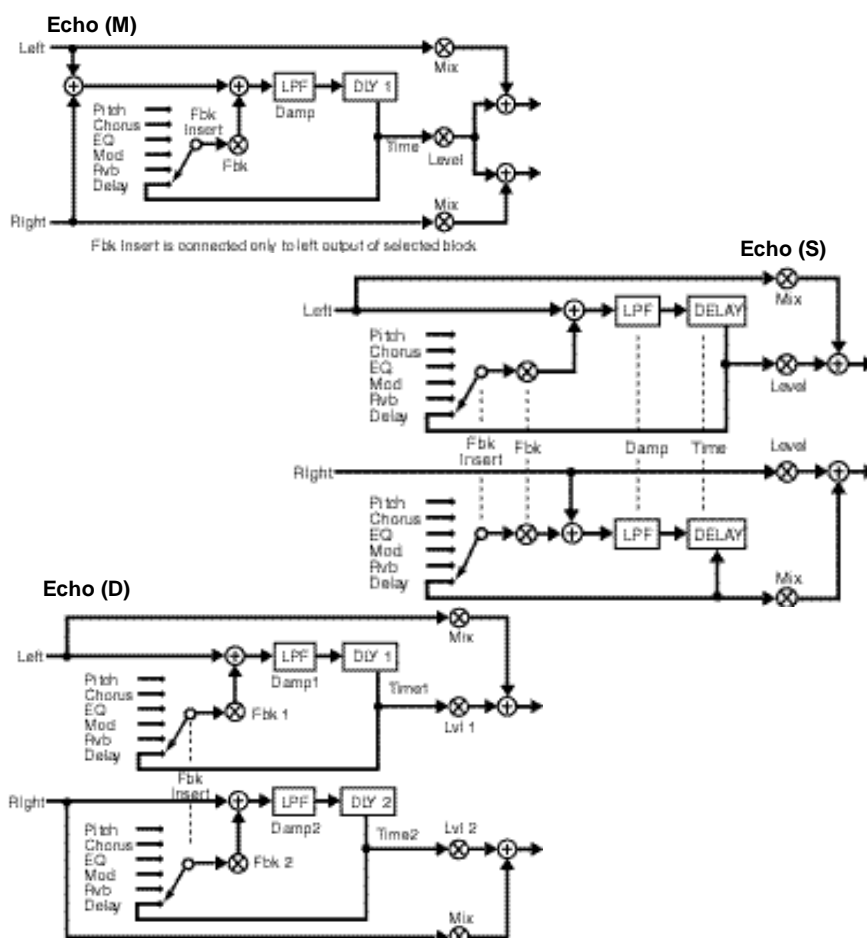 Echo (M)
Left
Mix
LPF
DLY 1
Damp
Pitch
Chorus
EQ
Mod
Rvb
Delay
Fbk
Insert
Fbk
Time
Level
Mix
Right
Fbk Insert is connected only to left output of selected block
Echo (S)
Mix
Left
LPF
DELAY
Pitch
Chorus
EQ
Mod
Rvb
Delay
Level
Fbk
Insert
Fbk
Damp
Time
Level
Right
Pitch
Chorus
EQ
Mod
Rvb
Delay
LPF
DELAY
Mix
Echo (D)
Mix
Left
LPF
DLY 1
Damp1
Pitch
Chorus
EQ
Mod
Rvb
Delay
Fbk 1
Time1
Lvl 1
Fbk
Insert
Right
LPF
DLY 2
Damp2
Pitch
Chorus
EQ
Mod
Rvb
Delay
Fbk 2
Time2
Lvl 2
Mix